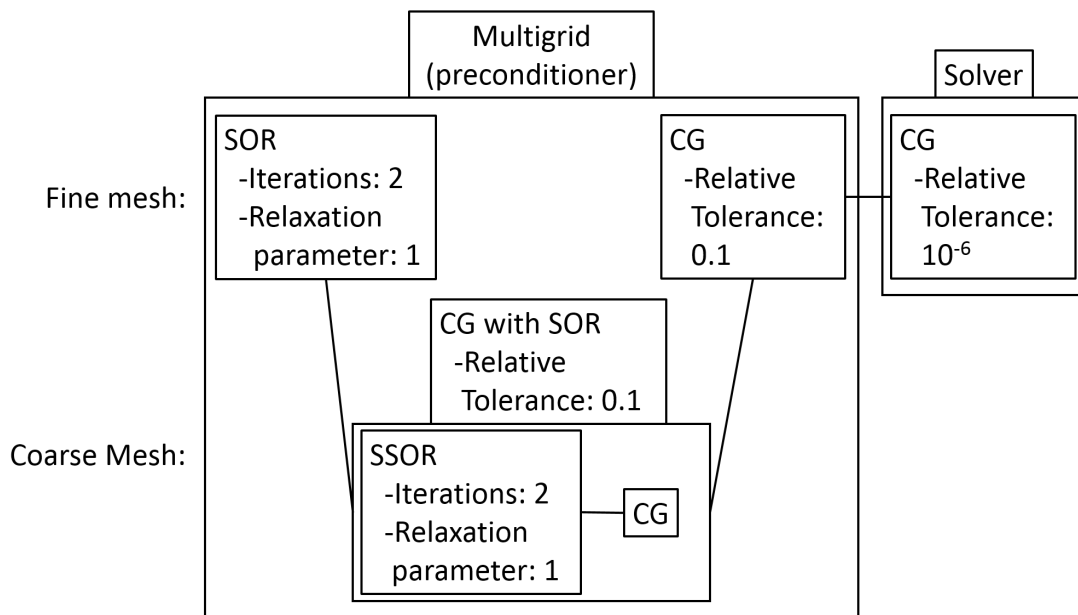 Multigrid
(preconditioner)
Solver
Fine mesh:
SOR
-Iterations: 2
-Relaxation
parameter: 1
CG
-Relative
Tolerance:
0.1
CG
-Relative
Tolerance:
10⁻⁶
Coarse Mesh:
CG with SOR
-Relative
Tolerance: 0.1
SSOR
-Iterations: 2
-Relaxation
parameter: 1
CG